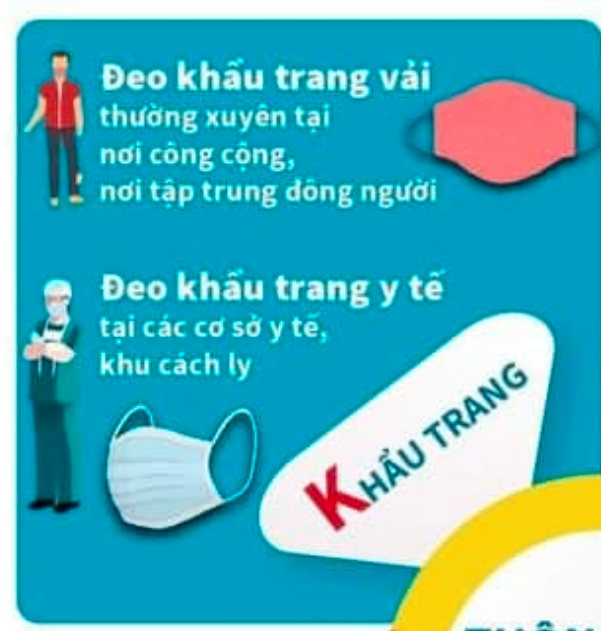 Đeo khẩu trang vải
thường xuyên tại
nơi công cộng,
nơi tập trung đông người
Đeo khẩu trang y tế
tại các cơ sở y tế,
khu cách ly
KHẨU TRANG